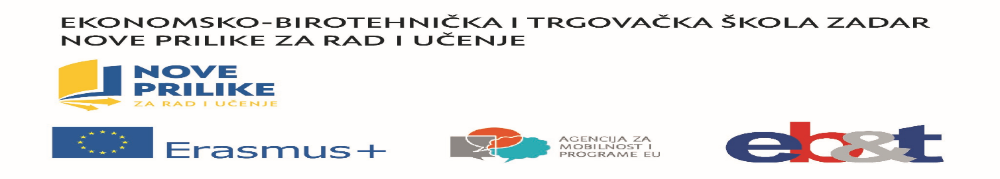 EKONOMSKO-BIROTEHNIČKA I TRGOVAČKA ŠKOLA ZADAR
NOVE PRILIKE ZA RAD I UČENJE
NOVE
PRILIKE
ZA RAD I UČENJE
Erasmus+
AGENCIJA ZA
MOBILNOST I
PROGRAME EU
eb&t